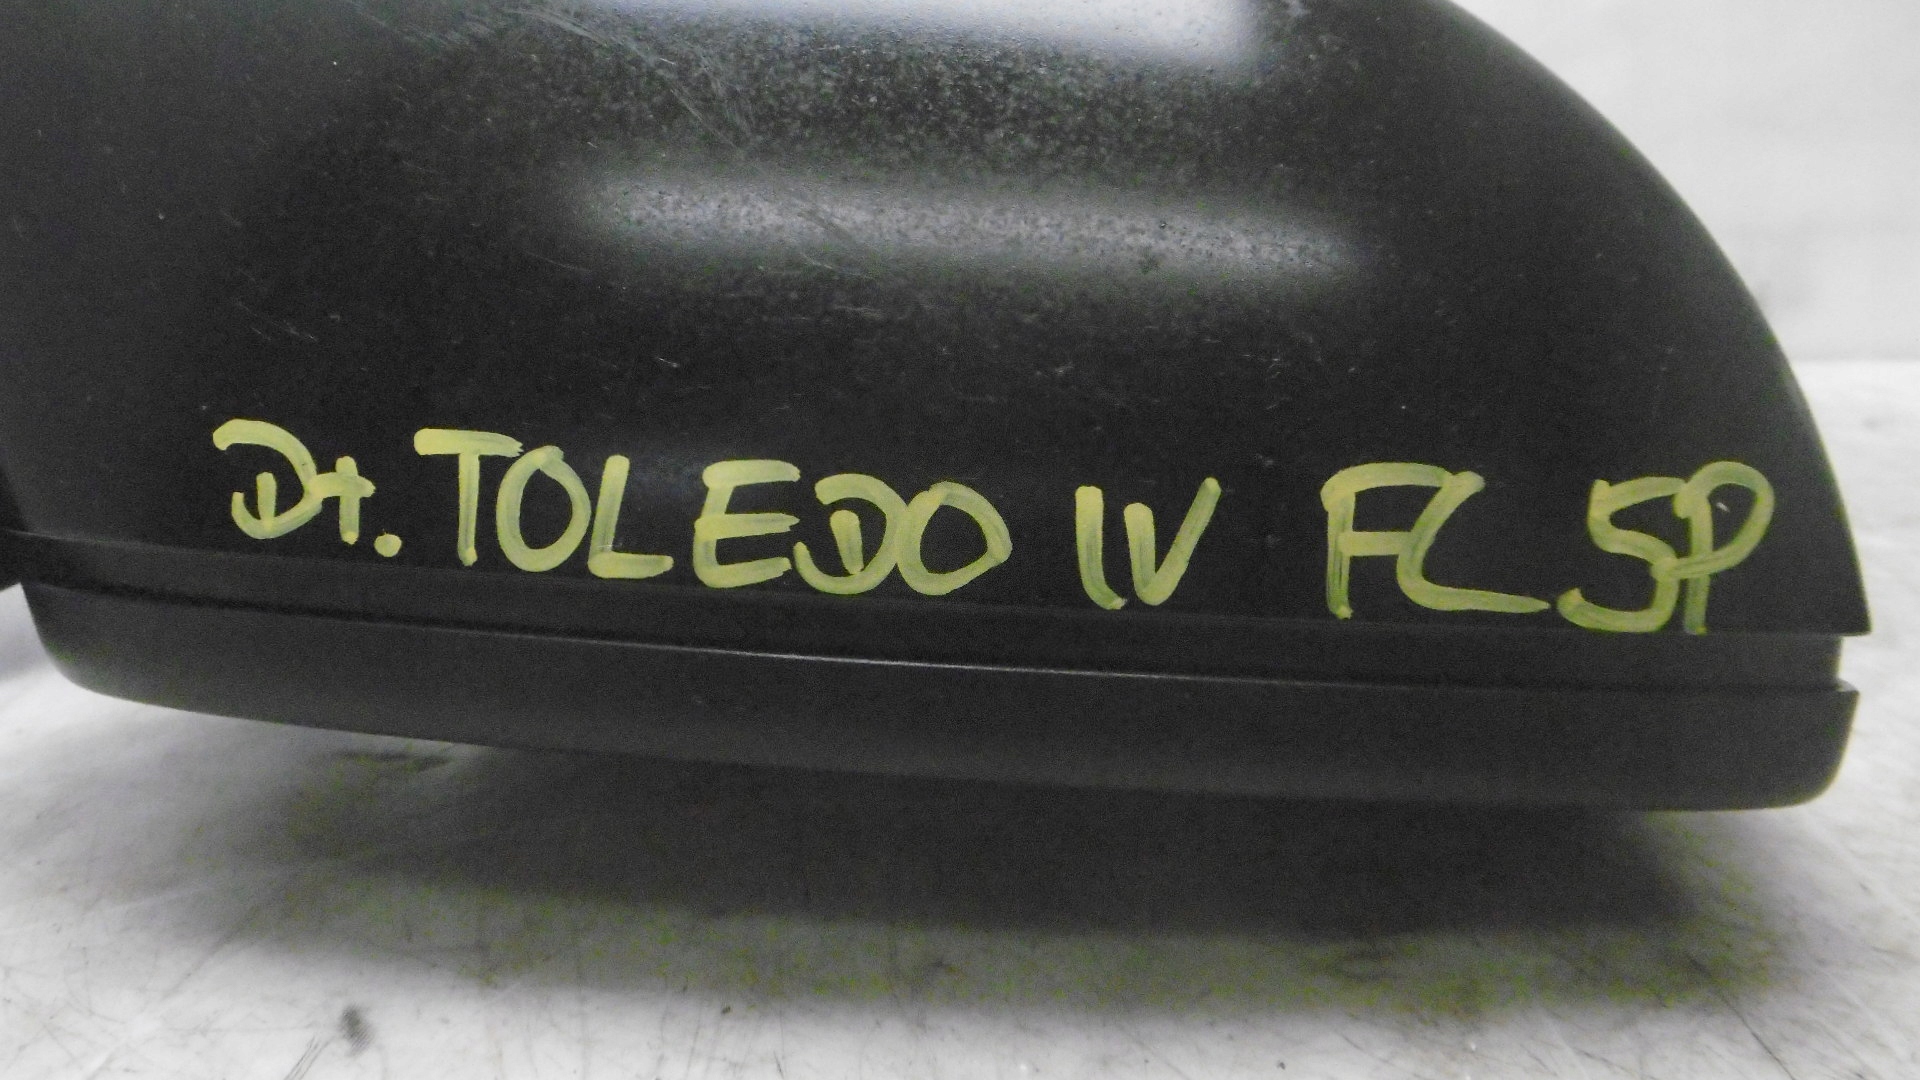 Dt. TOLEDO IV FL 5P